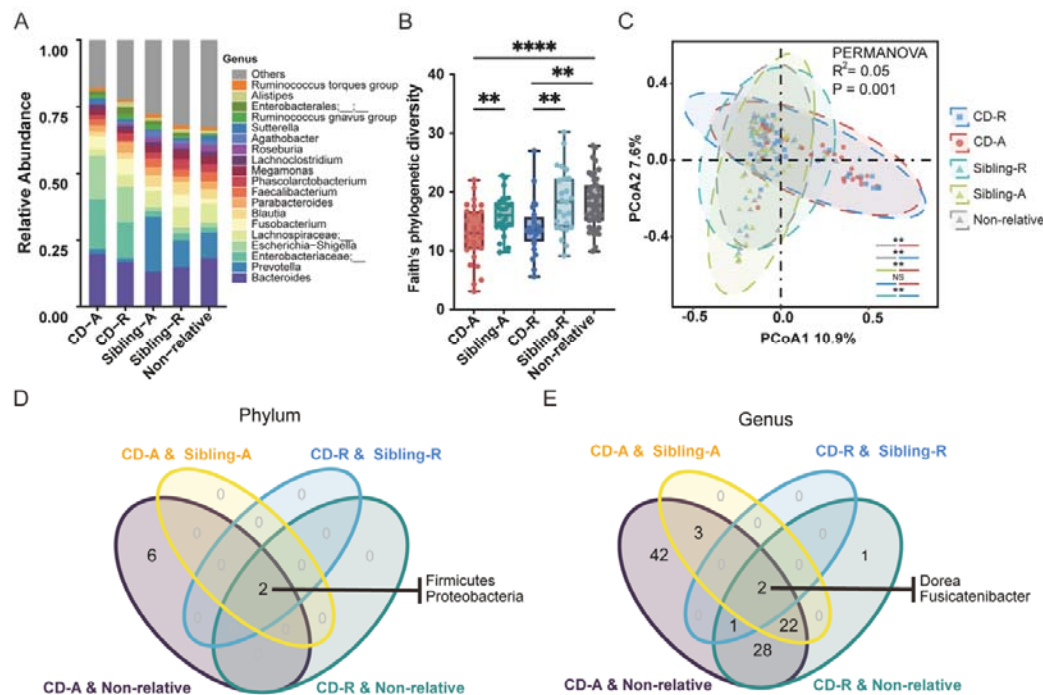 A
1.00
0.75
0.50
0.25
0.00
Relative Abundance
CD-A
CD-R
Sibling-A
Sibling-R
Non-relative
Genus
Others
Ruminococcus torques group
Alistipes
Enterobacterales;__;__
Ruminococcus gnavus group
Sutterella
Agathobacter
Roseburia
Lachnoclostridium
Megamonas
Phascolarctobacterium
Faecalibacterium
Parabacteroides
Blautia
Fusobacterium
Lachnospiraceae;__
Escherichia-Shigella
Enterobacteriaceae;__
Prevotella
Bacteroides
B
****
**
** **
40
30
20
10
0
Faith's phylogenetic diversity
CD-A
Sibling-A
CD-R
Sibling-R
Non-relative
C
PERMANOVA
R²= 0.05
P = 0.001
0.4
0.0
-0.4
PCoA2 7.6%
-0.5 0.0 0.5
PCoA1 10.9%
**
**
**
NS
**
CD-R
CD-A
Sibling-R
Sibling-A
Non-relative
D
Phylum
CD-A & Sibling-A
CD-R & Sibling-R
0 0
6 0 0 0 0
0 0
2
Firmicutes
Proteobacteria
0 0
CD-A & Non-relative
CD-R & Non-relative
E
Genus
CD-A & Sibling-A
CD-R & Sibling-R
0 0
42 3 0 0 1
0 0
2
Dorea
Fusicatenibacter
0 1 22 0
28
CD-A & Non-relative
CD-R & Non-relative